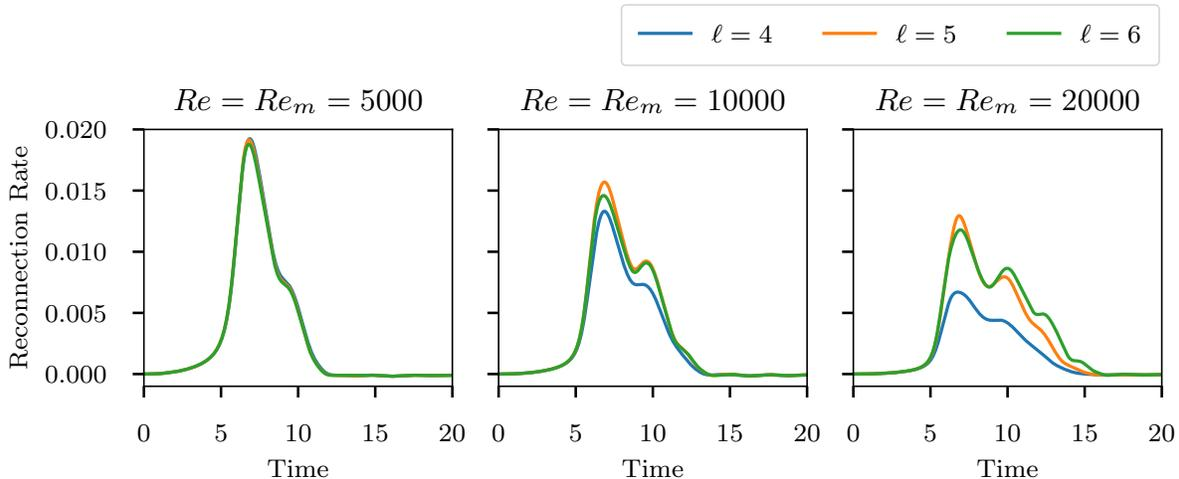 ℓ = 4 ℓ = 5 ℓ = 6
Re = Re_m = 5000 Re = Re_m = 10000 Re = Re_m = 20000
Reconnection Rate
0.020
0.015
0.010
0.005
0.000
0 5 10 15 20 0 5 10 15 20 0 5 10 15 20
Time Time Time